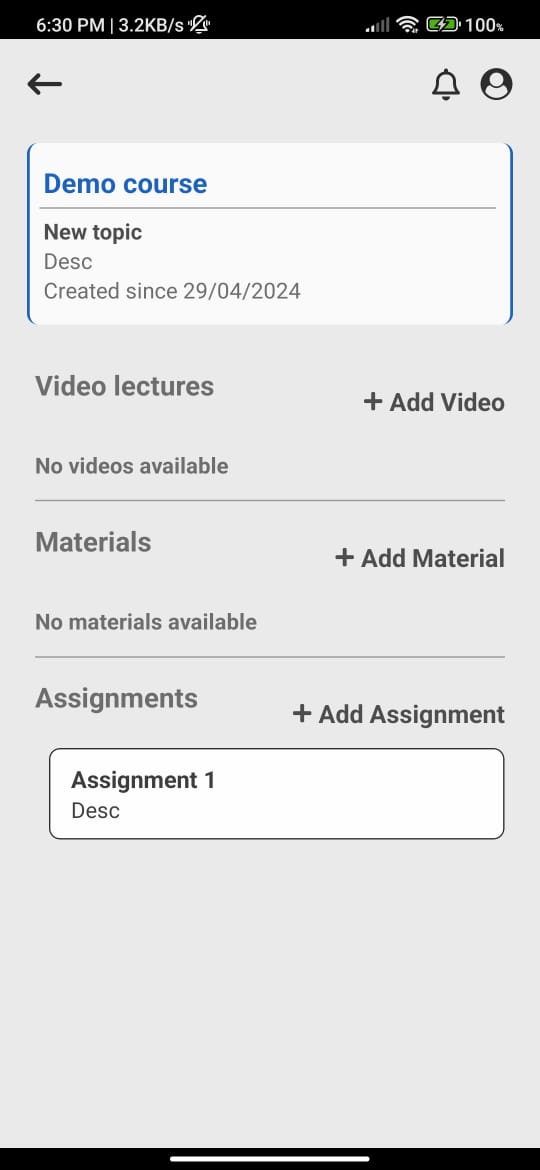 6:30 PM | 3.2KB/s 100%
Demo course
New topic
Desc
Created since 29/04/2024
Video lectures
+ Add Video
No videos available
Materials
+ Add Material
No materials available
Assignments
+ Add Assignment
Assignment 1
Desc